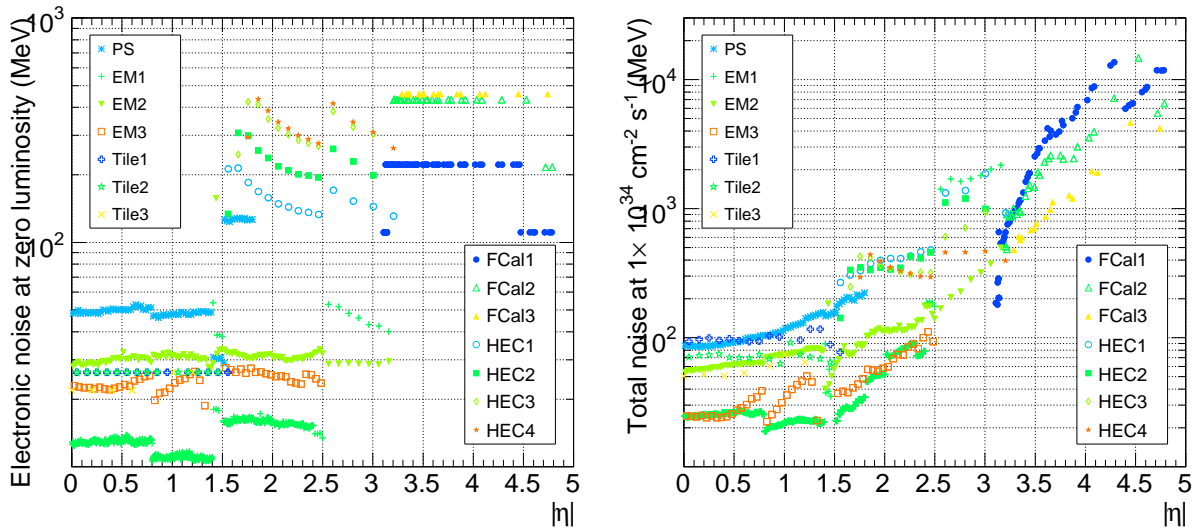 Electronic noise at zero luminosity (MeV)
10³
10²
PS
EM1
EM2
EM3
Tile1
Tile2
Tile3
FCal1
FCal2
FCal3
HEC1
HEC2
HEC3
HEC4
0 0.5 1 1.5 2 2.5 3 3.5 4 4.5 5
|η|
Total noise at 1× 10³⁴ cm⁻² s⁻¹ (MeV)
10⁴
10³
10²
PS
EM1
EM2
EM3
Tile1
Tile2
Tile3
FCal1
FCal2
FCal3
HEC1
HEC2
HEC3
HEC4
0 0.5 1 1.5 2 2.5 3 3.5 4 4.5 5
|η|